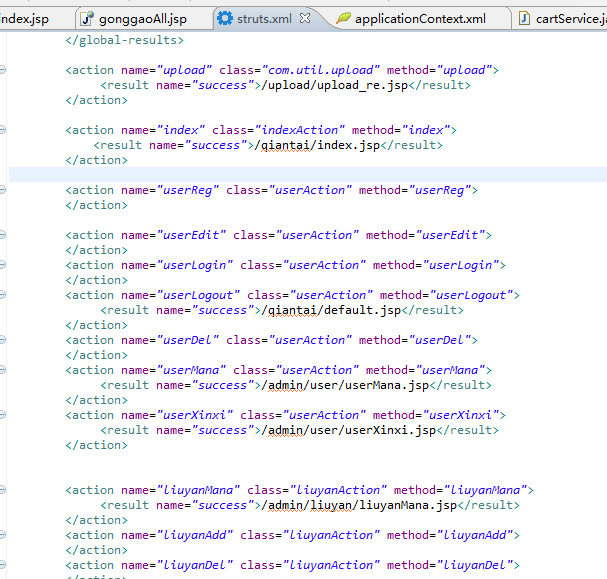 index.jsp gonggaoAll.jsp struts.xml applicationContext.xml cartService.ja
</global-results>
<action name="upload" class="com.util.upload" method="upload">
<result name="success">/upload/upload_re.jsp</result>
</action>
<action name="index" class="indexAction" method="index">
<result name="success">/qiantai/index.jsp</result>
</action>
<action name="userReg" class="userAction" method="userReg">
</action>
<action name="userEdit" class="userAction" method="userEdit">
</action>
<action name="userLogin" class="userAction" method="userLogin">
</action>
<action name="userLogout" class="userAction" method="userLogout">
<result name="success">/qiantai/default.jsp</result>
</action>
<action name="userDel" class="userAction" method="userDel">
</action>
<action name="userMana" class="userAction" method="userMana">
<result name="success">/admin/user/userMana.jsp</result>
</action>
<action name="userXinxi" class="userAction" method="userXinxi">
<result name="success">/admin/user/userXinxi.jsp</result>
</action>
<action name="liuyanMana" class="liuyanAction" method="liuyanMana">
<result name="success">/admin/liuyan/liuyanMana.jsp</result>
</action>
<action name="liuyanAdd" class="liuyanAction" method="liuyanAdd">
</action>
<action name="liuyanDel" class="liuyanAction" method="liuyanDel">
</action>